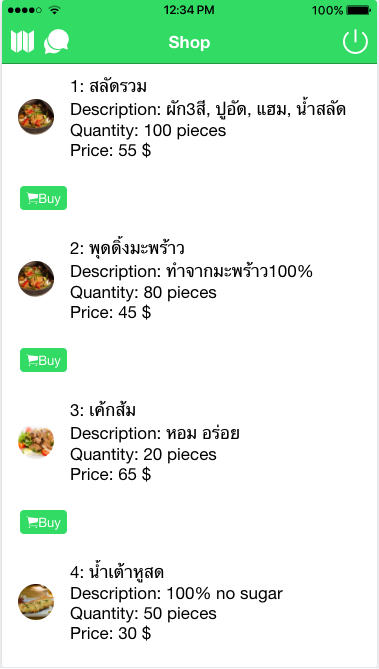 12:34 PM
100%
Shop
1: สลัดรวม
Description: ผัก3สี, ปูอัด, แฮม, น้ำสลัด
Quantity: 100 pieces
Price: 55 $
Buy
2: พุดดิ้งมะพร้าว
Description: ทำจากมะพร้าว100%
Quantity: 80 pieces
Price: 45 $
Buy
3: เค้กส้ม
Description: หอม อร่อย
Quantity: 20 pieces
Price: 65 $
Buy
4: น้ำเต้าหูสด
Description: 100% no sugar
Quantity: 50 pieces
Price: 30 $